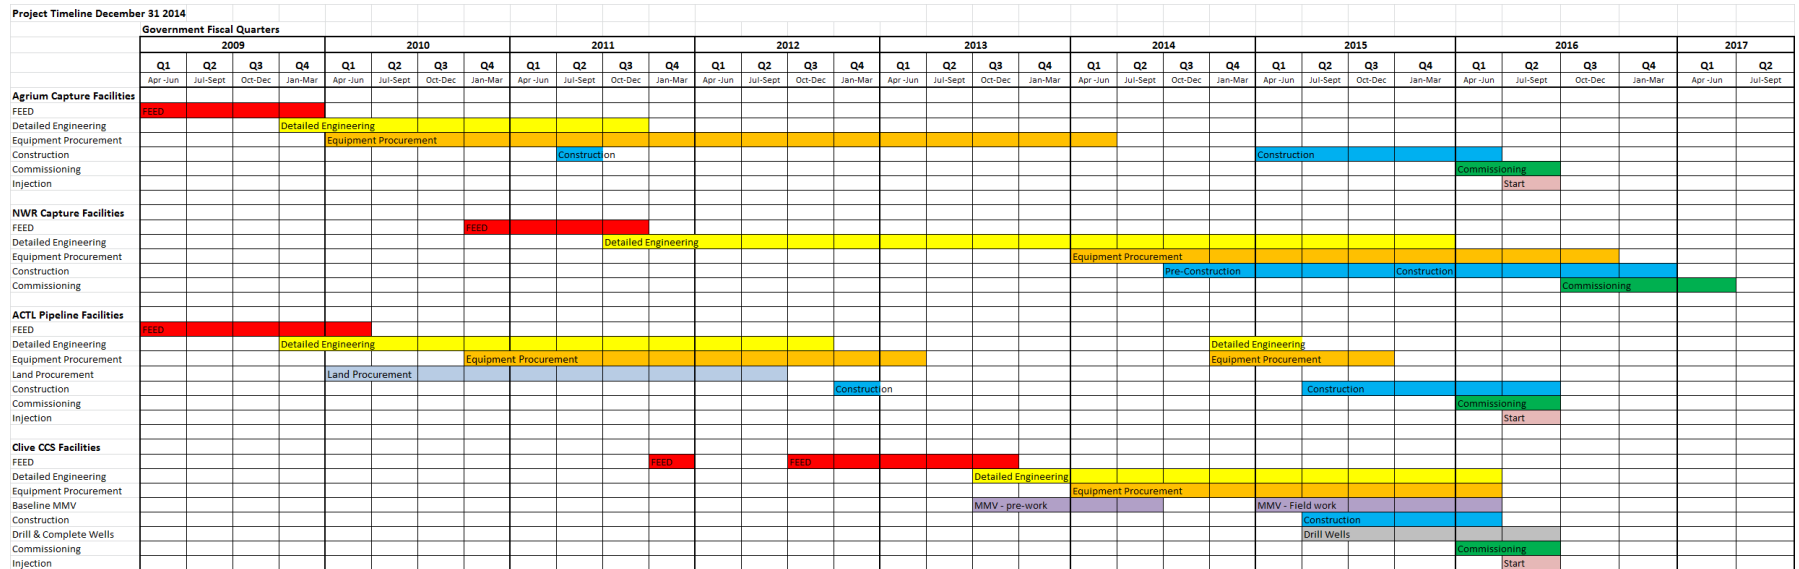 Project Timeline December 31 2014
Government Fiscal Quarters
2009 2010 2011 2012 2013 2014 2015 2016 2017
Q1 Q2 Q3 Q4 Q1 Q2 Q3 Q4 Q1 Q2 Q3 Q4 Q1 Q2 Q3 Q4 Q1 Q2 Q3 Q4 Q1 Q2 Q3 Q4 Q1 Q2 Q3 Q4 Q1 Q2 Q3 Q4 Q1 Q2
Apr -Jun Jul-Sept Oct-Dec Jan-Mar Apr -Jun Jul-Sept Oct-Dec Jan-Mar Apr -Jun Jul-Sept Oct-Dec Jan-Mar Apr -Jun Jul-Sept Oct-Dec Jan-Mar Apr -Jun Jul-Sept Oct-Dec Jan-Mar Apr -Jun Jul-Sept Oct-Dec Jan-Mar Apr -Jun Jul-Sept Oct-Dec Jan-Mar Apr -Jun Jul-Sept Oct-Dec Jan-Mar Apr -Jun Jul-Sept
Agrium Capture Facilities
FEED FEED
Detailed Engineering Detailed Engineering
Equipment Procurement Equipment Procurement
Construction Construction Construction
Commissioning Commissioning
Injection Start
NWR Capture Facilities
FEED FEED
Detailed Engineering Detailed Engineering
Equipment Procurement Equipment Procurement
Construction Pre-Construction Construction
Commissioning Commissioning
ACTL Pipeline Facilities
FEED FEED
Detailed Engineering Detailed Engineering Detailed Engineering
Equipment Procurement Equipment Procurement Equipment Procurement
Land Procurement Land Procurement
Construction Construction Construction
Commissioning Commissioning
Injection Start
Clive CCS Facilities
FEED FEED FEED
Detailed Engineering Detailed Engineering
Equipment Procurement Equipment Procurement
Baseline MMV MMV - pre-work MMV - Field work
Construction Construction
Drill & Complete Wells Drill Wells
Commissioning Commissioning
Injection Start